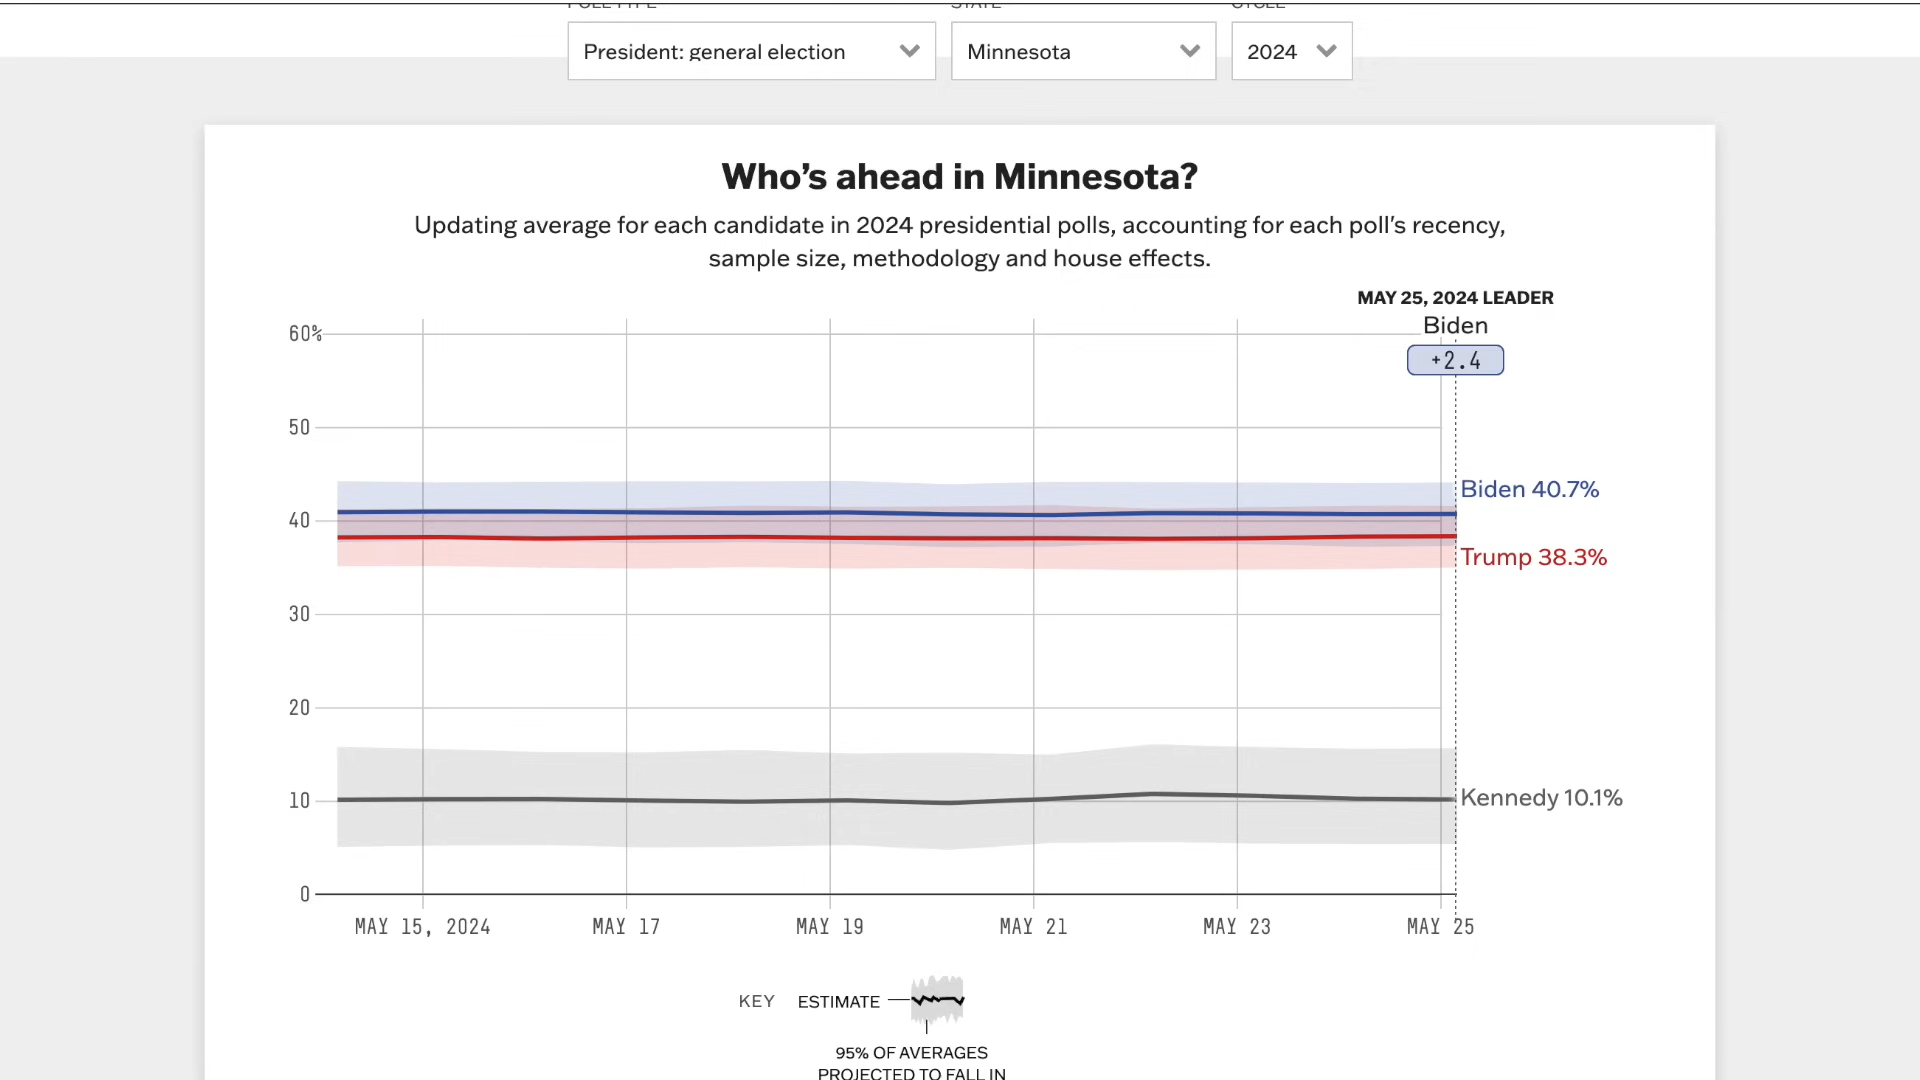 President: general election
Minnesota
2024
Who's ahead in Minnesota?
Updating average for each candidate in 2024 presidential polls, accounting for each poll's recency,
sample size, methodology and house effects.
MAY 25, 2024 LEADER
Biden
+2.4
60%
50
40
30
20
10
0
Biden 40.7%
Trump 38.3%
Kennedy 10.1%
MAY 15, 2024
MAY 17
MAY 19
MAY 21
MAY 23
MAY 25
KEY
ESTIMATE
95% OF AVERAGES
PROJECTED TO FALL IN